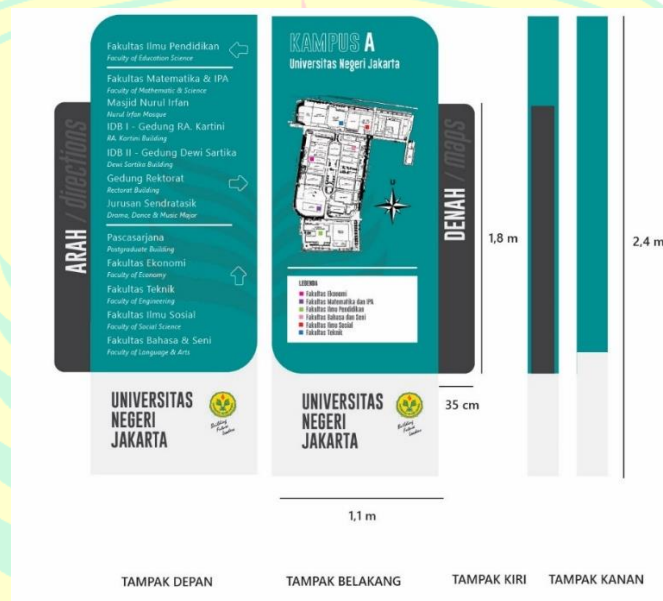 Fakultas Ilmu Pendidikan
Faculty of Education Science
Fakultas Matematika & IPA
Faculty of Mathematic & Science
Masjid Nurul Irfan
Nurul Irfan Mosque
IDB I - Gedung RA. Kartini
RA. Kartini Building
IDB II - Gedung Dewi Sartika
Dewi Sartika Building
Gedung Rektorat
Rectorat Building
Jurusan Sendratasik
Drama, Dance & Music Major
Pascasarjana
Postgraduate Building
Fakultas Ekonomi
Faculty of Economy
Fakultas Teknik
Faculty of Engineering
Fakultas Ilmu Sosial
Faculty of Social Science
Fakultas Bahasa & Seni
Faculty of Language & Arts
ARAH / directions
UNIVERSITAS
NEGERI
JAKARTA
Building
Future
Leaders
KAMPUS A
Universitas Negeri Jakarta
U
LEGENDA
Fakultas Ekonomi
Fakultas Matematika dan IPA
Fakultas Ilmu Pendidikan
Fakultas Bahasa dan Seni
Fakultas Ilmu Sosial
Fakultas Teknik
DENAH / maps
UNIVERSITAS
NEGERI
JAKARTA
Building
Future
Leaders
1,8 m
2,4 m
35 cm
1,1 m
TAMPAK DEPAN
TAMPAK BELAKANG
TAMPAK KIRI
TAMPAK KANAN